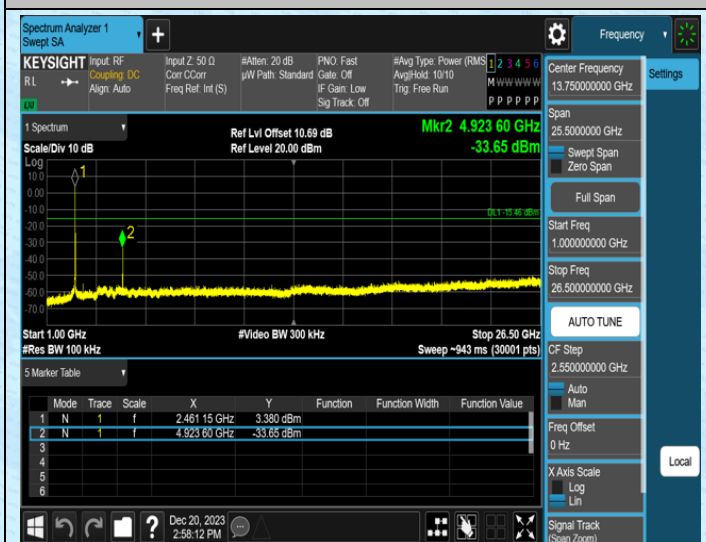 Spectrum Analyzer 1
Swept SA
+
Frequency
KEYSIGHT Input: RF Input Z: 50 Ω #Atten: 20 dB PNO: Fast #Avg Type: Power (RMS 1 2 3 4 5 6
RL Coupling: DC Corr CCorr µW Path: Standard Gate: Off Avg|Hold: 10/10 M W W W W W
Align: Auto Freq Ref: Int (S) IF Gain: Low Trig: Free Run
Sig Track: Off P P P P P P
LV
1 Spectrum
Scale/Div 10 dB
Ref Lvl Offset 10.69 dB
Ref Level 20.00 dBm
Mkr2 4.923 60 GHz
-33.65 dBm
Log
10.0
0.00
-10.0
-20.0
-30.0
-40.0
-50.0
-60.0
-70.0
1
2
DL1 -15.46 dBm
Start 1.00 GHz #Video BW 300 kHz Stop 26.50 GHz
#Res BW 100 kHz Sweep ~943 ms (30001 pts)
5 Marker Table
Mode Trace Scale X Y Function Function Width Function Value
1 N 1 f 2.461 15 GHz 3.380 dBm
2 N 1 f 4.923 60 GHz -33.65 dBm
3
4
5
6
Dec 20, 2023
2:58:12 PM
?
Center Frequency
13.750000000 GHz
Settings
Span
25.5000000 GHz
Swept Span
Zero Span
Full Span
Start Freq
1.000000000 GHz
Stop Freq
26.500000000 GHz
AUTO TUNE
CF Step
2.550000000 GHz
Auto
Man
Freq Offset
0 Hz
X Axis Scale
Log
Lin
Local
Signal Track
(Span Zoom)